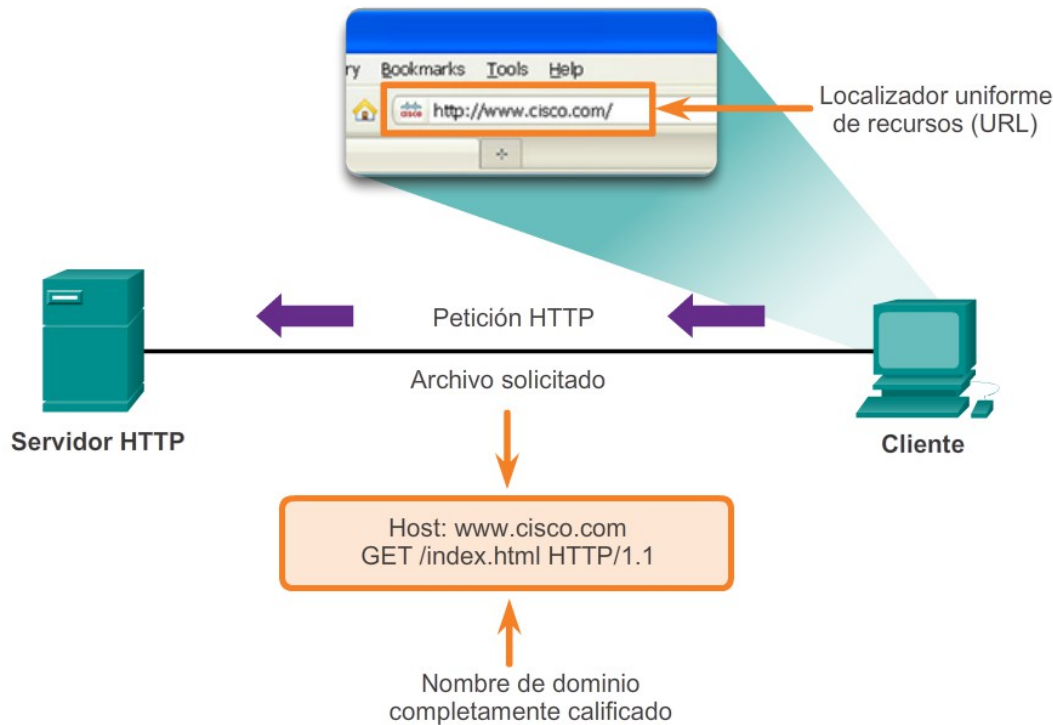 ry Bookmarks Tools Help
cisco http://www.cisco.com/
Localizador uniforme
de recursos (URL)
Petición HTTP
Archivo solicitado
Servidor HTTP
Cliente
Host: www.cisco.com
GET /index.html HTTP/1.1
Nombre de dominio
completamente calificado